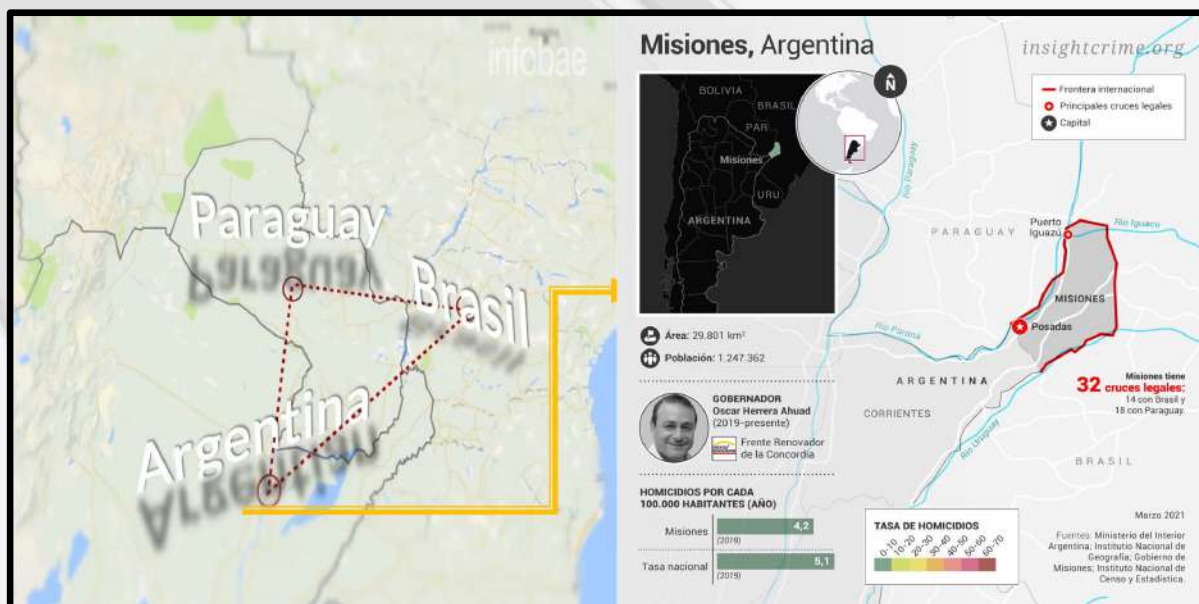 infobae
Paraguay
Brasil
Argentina
Misiones, Argentina
insightcrime.org
BOLIVIA
BRASIL
PAR
Misiones
URU
ARGENTINA
N
Frontera internacional
Principales cruces legales
Capital
Río Paraguay
PARAGUAY
Puerto
Iguazú
Río Iguacu
MISIONES
Posadas
Río Paraná
Área: 29.801 km²
Población: 1.247.362
ARGENTINA
CORRIENTES
Misiones tiene
32 cruces legales:
14 con Brasil y
18 con Paraguay.
GOBERNADOR
Oscar Herrera Ahuad
(2019-presente)
Frente Renovador
de la Concordia
Río Uruguay
BRASIL
HOMICIDIOS POR CADA
100.000 HABITANTES (AÑO)
Misiones 4,2
(2019)
Tasa nacional 5,1
(2019)
TASA DE HOMICIDIOS
0-10 10-20 20-30 30-40 40-50 50-60 60-70
Marzo 2021
Fuentes: Ministerio del Interior
Argentina; Instituto Nacional de
Geografía; Gobierno de
Misiones; Instituto Nacional de
Censo y Estadística.